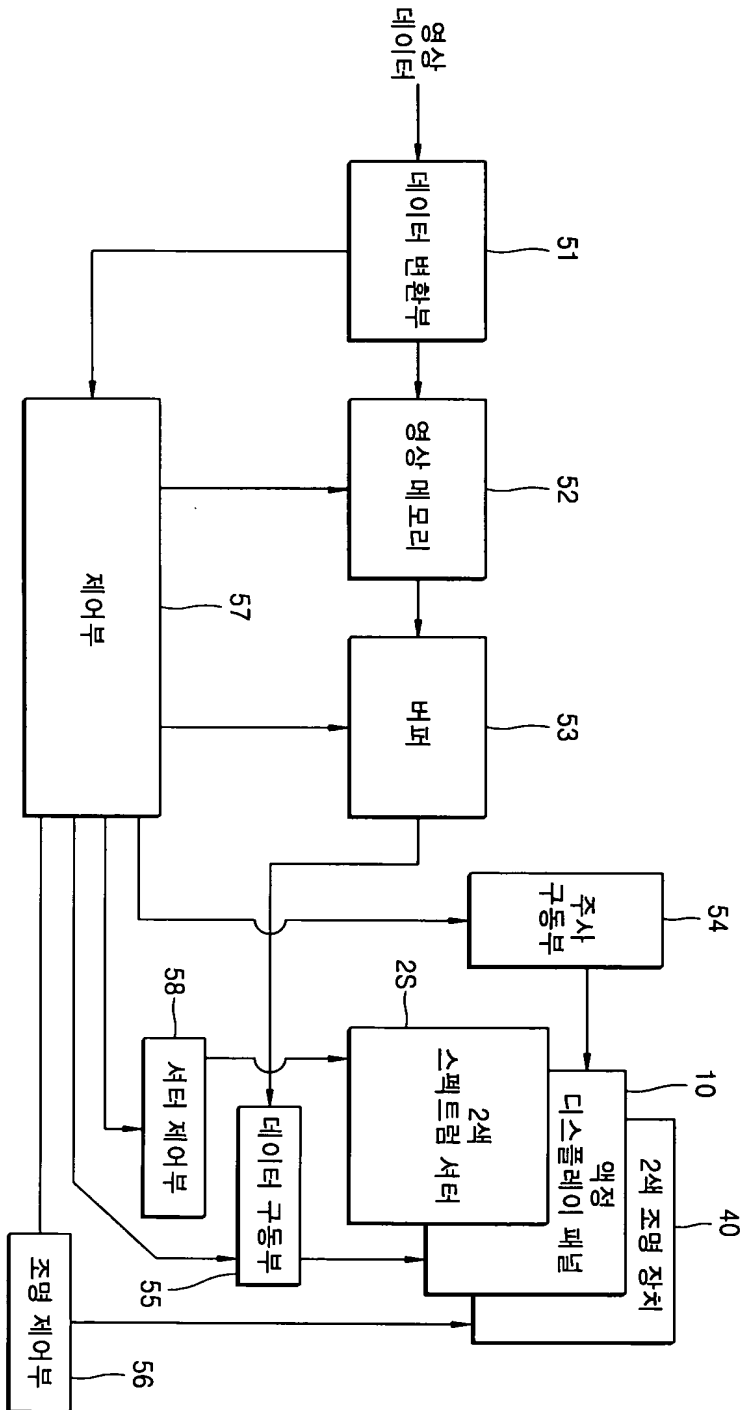 영상
데이터
데이터 변환부
51
영상 메모리
52
버퍼
53
주사
구동부
54
제어부
57
2색
스펙트럼 셔터
2S
액정
디스플레이 패널
10
2색 조명 장치
40
셔터 제어부
58
데이터 구동부
55
조명 제어부
56